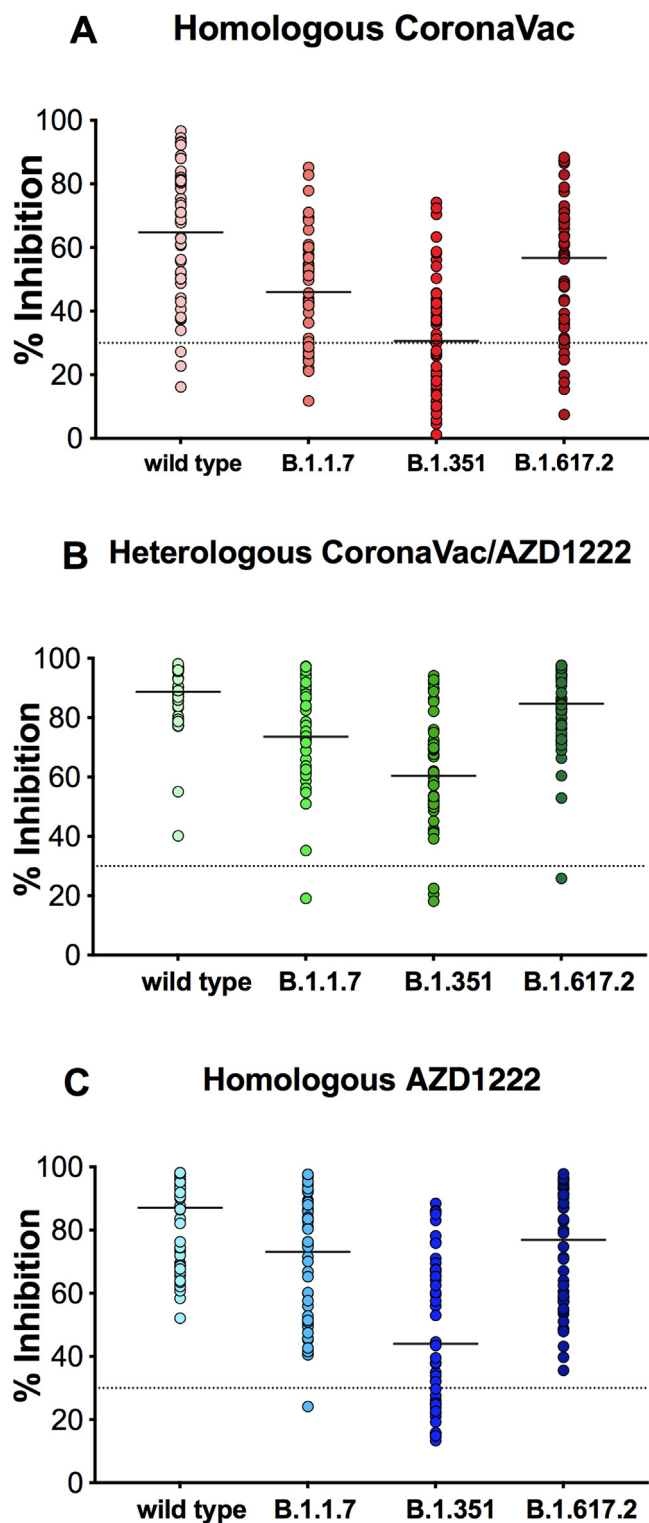 A Homologous CoronaVac
% Inhibition
100
80
60
40
20
0
wild type B.1.1.7 B.1.351 B.1.617.2
B Heterologous CoronaVac/AZD1222
% Inhibition
100
80
60
40
20
0
wild type B.1.1.7 B.1.351 B.1.617.2
C Homologous AZD1222
% Inhibition
100
80
60
40
20
0
wild type B.1.1.7 B.1.351 B.1.617.2